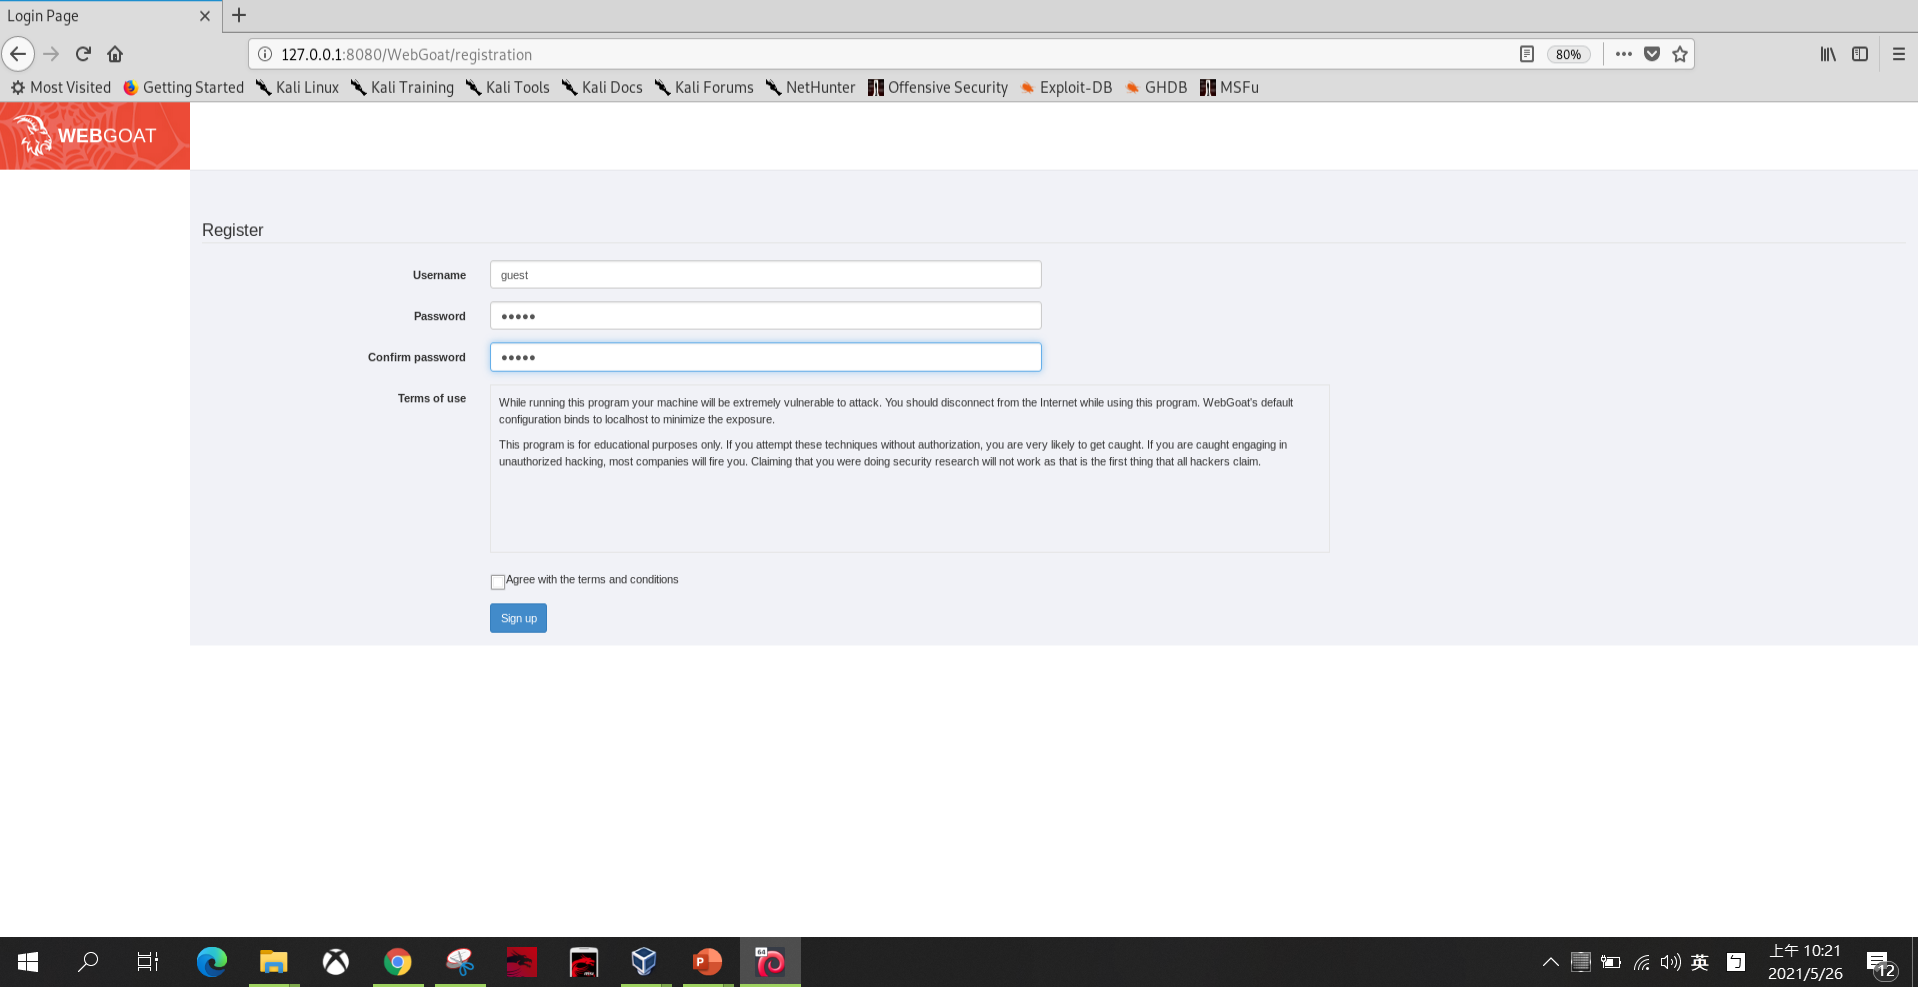 Login Page
127.0.0.1:8080/WebGoat/registration
80%
Most Visited Getting Started Kali Linux Kali Training Kali Tools Kali Docs Kali Forums NetHunter Offensive Security Exploit-DB GHDB MSFu
WEBGOAT
Register
Username guest
Password •••••
Confirm password •••••
Terms of use
While running this program your machine will be extremely vulnerable to attack. You should disconnect from the Internet while using this program. WebGoat's default
configuration binds to localhost to minimize the exposure.
This program is for educational purposes only. If you attempt these techniques without authorization, you are very likely to get caught. If you are caught engaging in
unauthorized hacking, most companies will fire you. Claiming that you were doing security research will not work as that is the first thing that all hackers claim.
Agree with the terms and conditions
Sign up
64
P
英
ㄅ
上午 10:21
2021/5/26
12